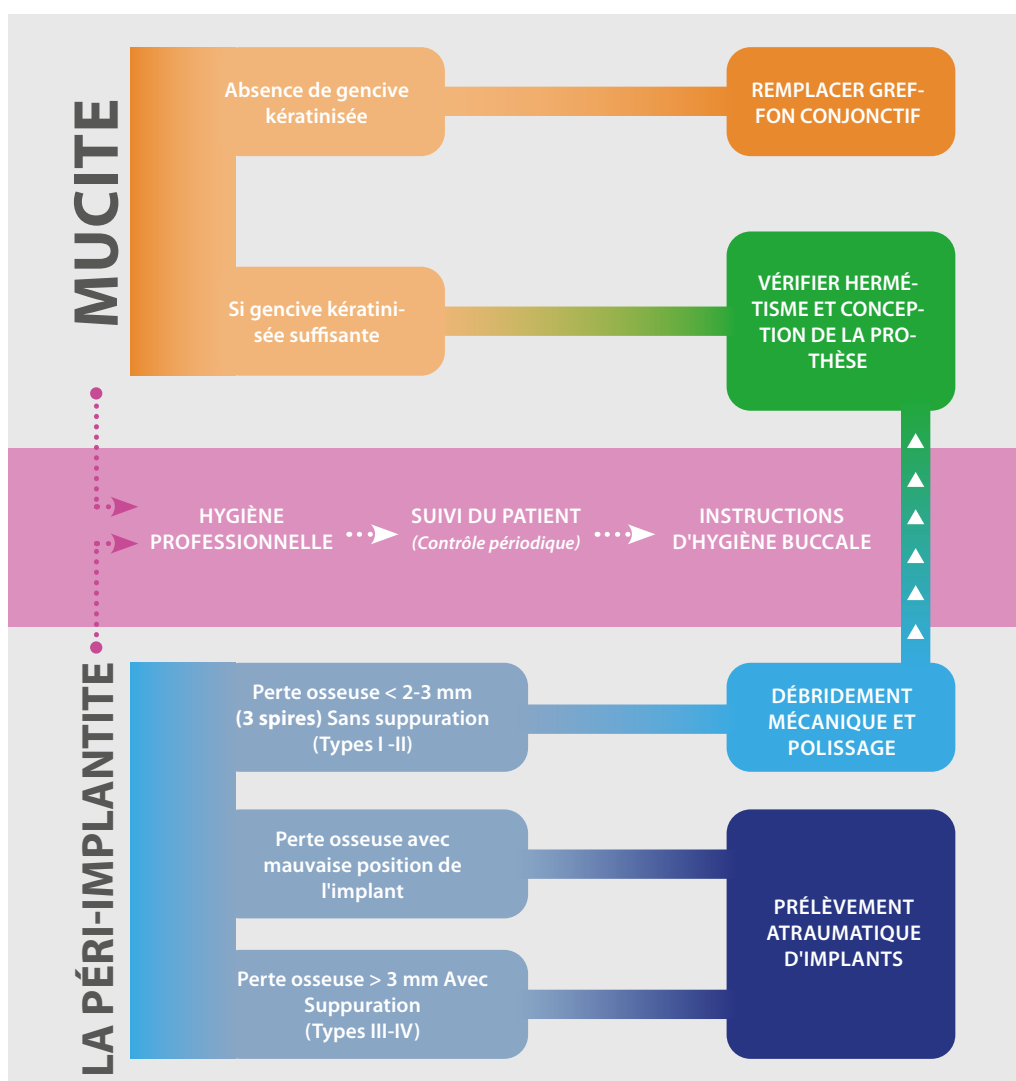 MUCITE
Absence de gencive
kératinisée
REMPLACER GREF-
FON CONJONCTIF
Si gencive kératini-
sée suffisante
VÉRIFIER HERMÉ-
TISME ET CONCEP-
TION DE LA PRO-
THÈSE
HYGIÈNE
PROFESSIONNELLE
SUIVI DU PATIENT
(Contrôle périodique)
INSTRUCTIONS
D'HYGIÈNE BUCCALE
LA PÉRI-IMPLANTITE
Perte osseuse < 2-3 mm
(3 spires) Sans suppuration
(Types I -II)
DÉBRIDEMENT
MÉCANIQUE ET
POLISSAGE
Perte osseuse avec
mauvaise position de
l'implant
Perte osseuse > 3 mm Avec
Suppuration
(Types III-IV)
PRÉLÈVEMENT
ATRAUMATIQUE
D'IMPLANTS